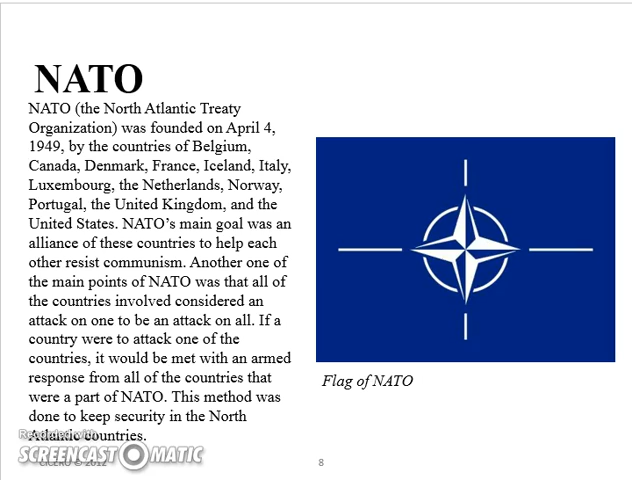 NATO
NATO (the North Atlantic Treaty
Organization) was founded on April 4,
1949, by the countries of Belgium,
Canada, Denmark, France, Iceland, Italy,
Luxembourg, the Netherlands, Norway,
Portugal, the United Kingdom, and the
United States. NATO’s main goal was an
alliance of these countries to help each
other resist communism. Another one of
the main points of NATO was that all of
the countries involved considered an
attack on one to be an attack on all. If a
country were to attack one of the
countries, it would be met with an armed
response from all of the countries that
were a part of NATO. This method was
done to keep security in the North
Atlantic countries.
Flag of NATO
Recorded with
SCREENCAST MATIC
CICERO © 2012
8